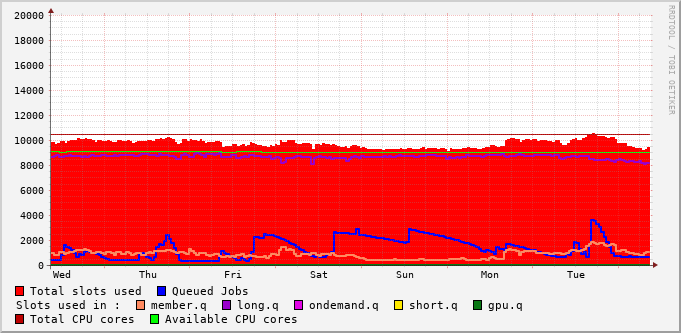 RRDTOOL / TOBI OETIKER
20000
18000
16000
14000
12000
10000
8000
6000
4000
2000
0
Wed Thu Fri Sat Sun Mon Tue
Total slots used Queued Jobs
Slots used in : member.q long.q ondemand.q short.q gpu.q
Total CPU cores Available CPU cores